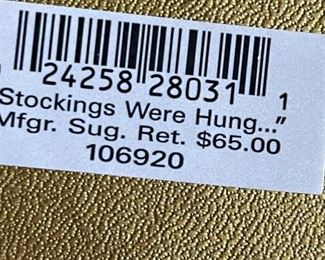 24258 28031 1
Stockings Were Hung..."
Mfgr. Sug. Ret. $65.00
106920